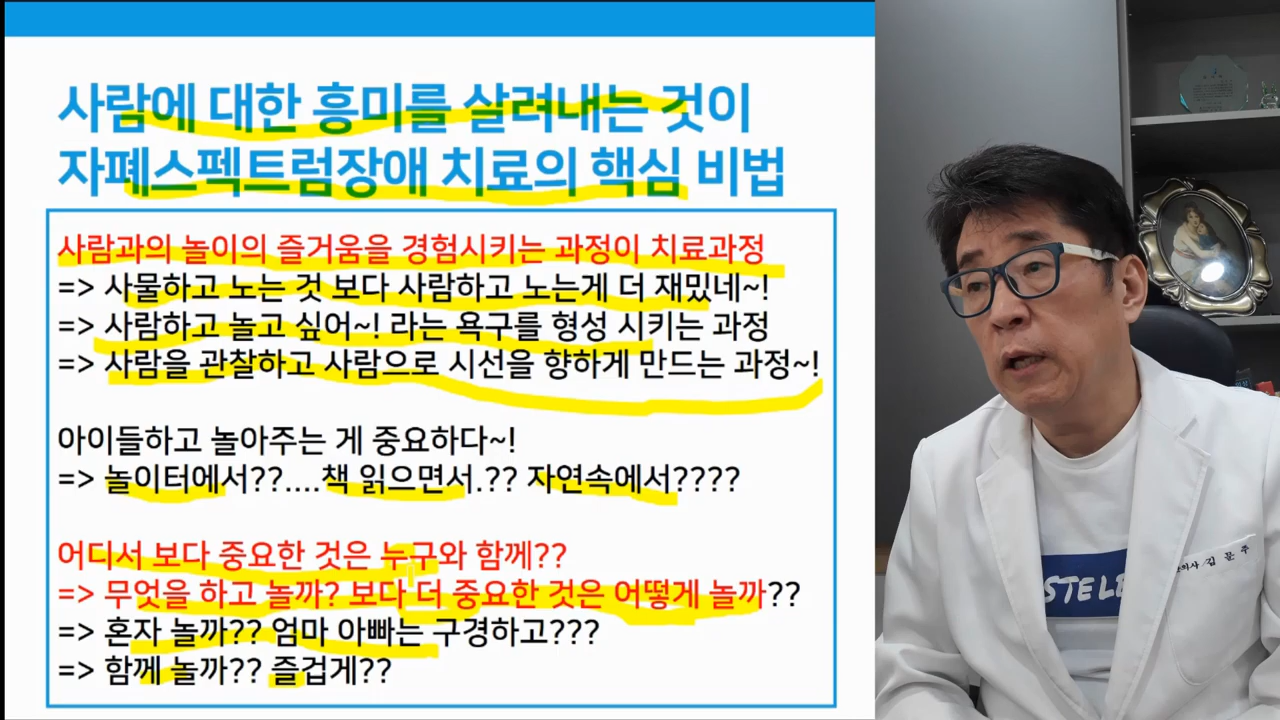 사람에 대한 흥미를 살려내는 것이
자폐스펙트럼장애 치료의 핵심 비법
사람과의 놀이의 즐거움을 경험시키는 과정이 치료과정
=> 사물하고 노는 것 보다 사람하고 노는게 더 재밌네~!
=> 사람하고 놀고 싶어~! 라는 욕구를 형성 시키는 과정
=> 사람을 관찰하고 사람으로 시선을 향하게 만드는 과정~!
아이들하고 놀아주는 게 중요하다~!
=> 놀이터에서??....책 읽으면서.?? 자연속에서????
어디서 보다 중요한 것은 누구와 함께??
=> 무엇을 하고 놀까? 보다 더 중요한 것은 어떻게 놀까??
=> 혼자 놀까?? 엄마 아빠는 구경하고???
=> 함께 놀까?? 즐겁게??
STELE
김문주